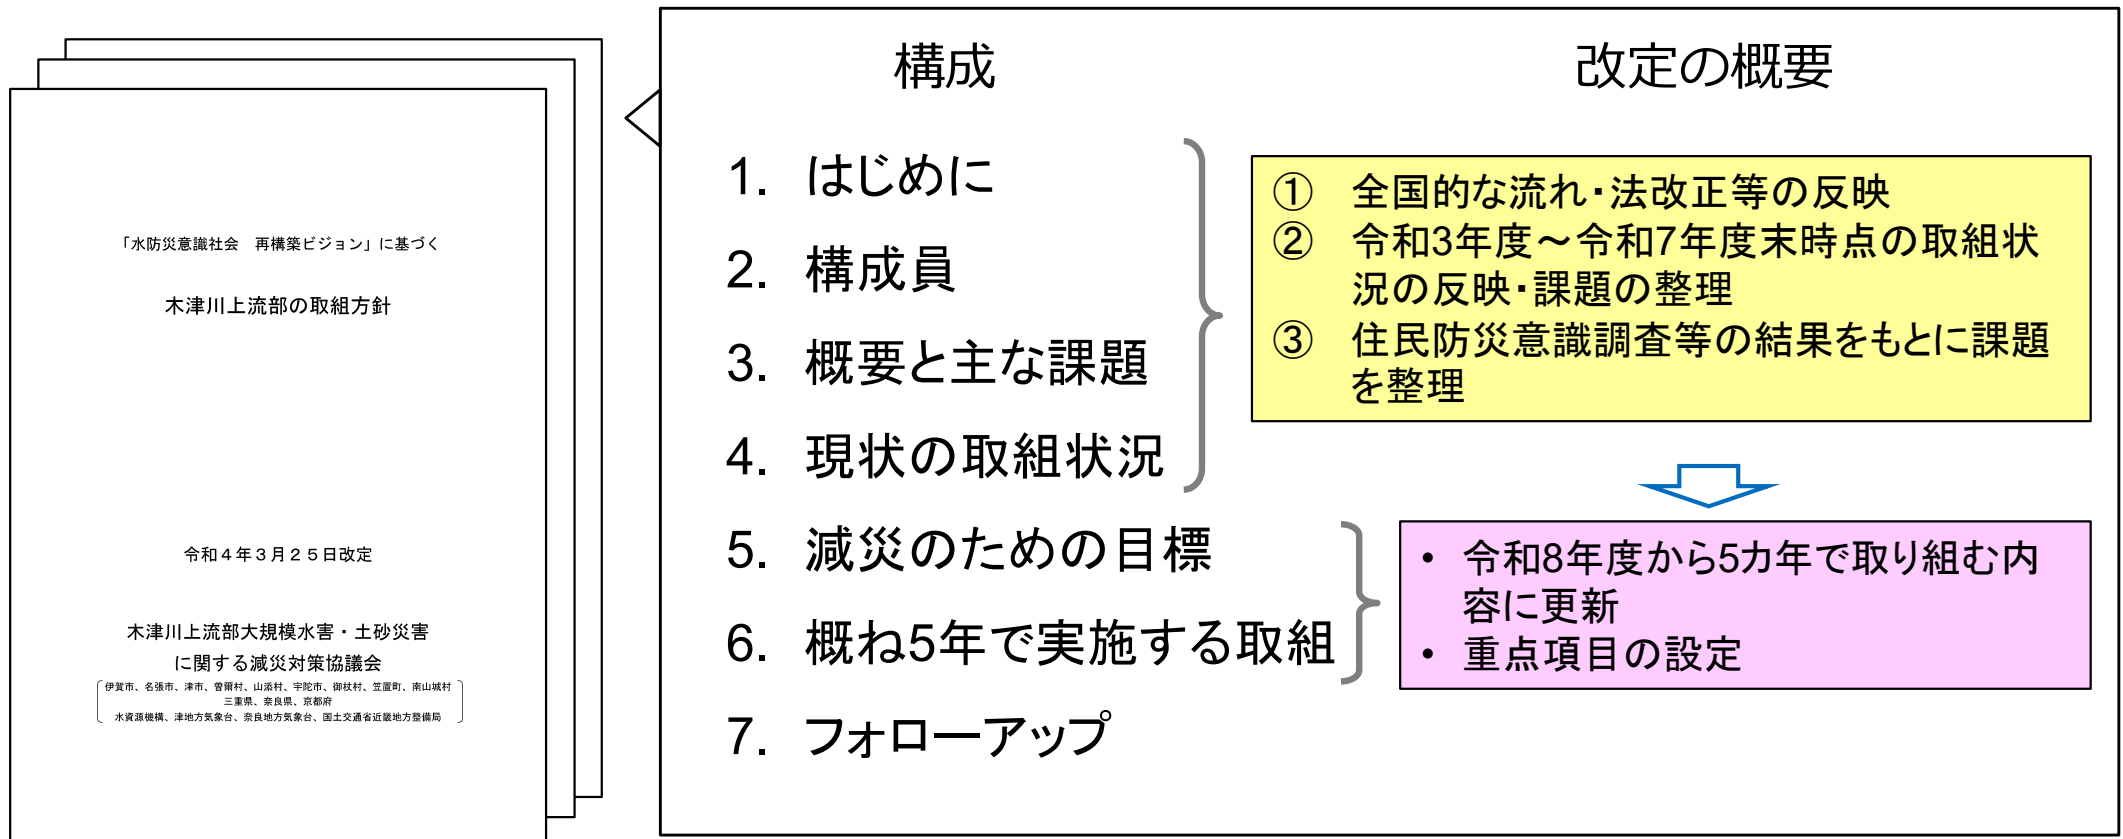 「水防災意識社会　再構築ビジョン」に基づく
木津川上流部の取組方針
令和４年３月２５日改定
木津川上流部大規模水害・土砂災害
に関する減災対策協議会
伊賀市、名張市、津市、曽爾村、山添村、宇陀市、御杖村、笠置町、南山城村
三重県、奈良県、京都府
水資源機構、津地方気象台、奈良地方気象台、国土交通省近畿地方整備局
構成
1. はじめに
2. 構成員
3. 概要と主な課題
4. 現状の取組状況
5. 減災のための目標
6. 概ね5年で実施する取組
7. フォローアップ
改定の概要
① 全国的な流れ・法改正等の反映
② 令和3年度～令和7年度末時点の取組状
況の反映・課題の整理
③ 住民防災意識調査等の結果をもとに課題
を整理
• 令和8年度から5カ年で取り組む内
容に更新
• 重点項目の設定